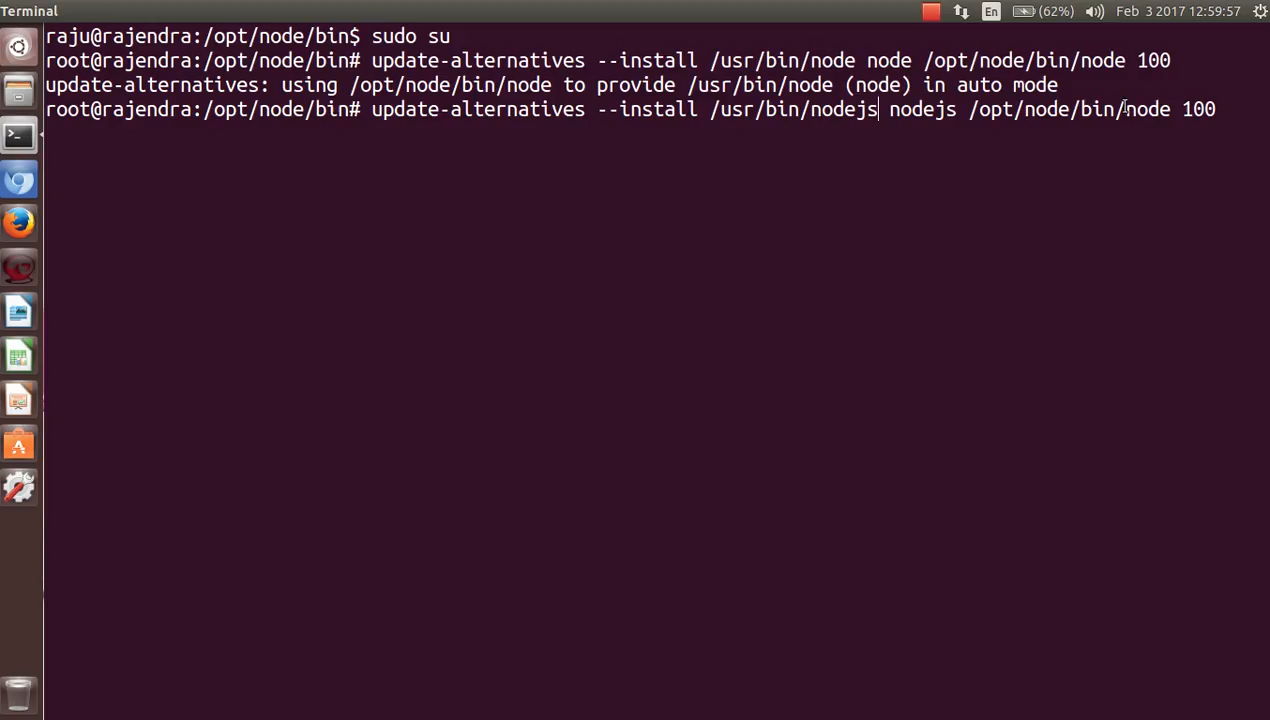 Terminal
En
(62%)
Feb 3 2017 12:59:57
raju@rajendra:/opt/node/bin$ sudo su
root@rajendra:/opt/node/bin# update-alternatives --install /usr/bin/node node /opt/node/bin/node 100
update-alternatives: using /opt/node/bin/node to provide /usr/bin/node (node) in auto mode
root@rajendra:/opt/node/bin# update-alternatives --install /usr/bin/nodejs nodejs /opt/node/bin/node 100